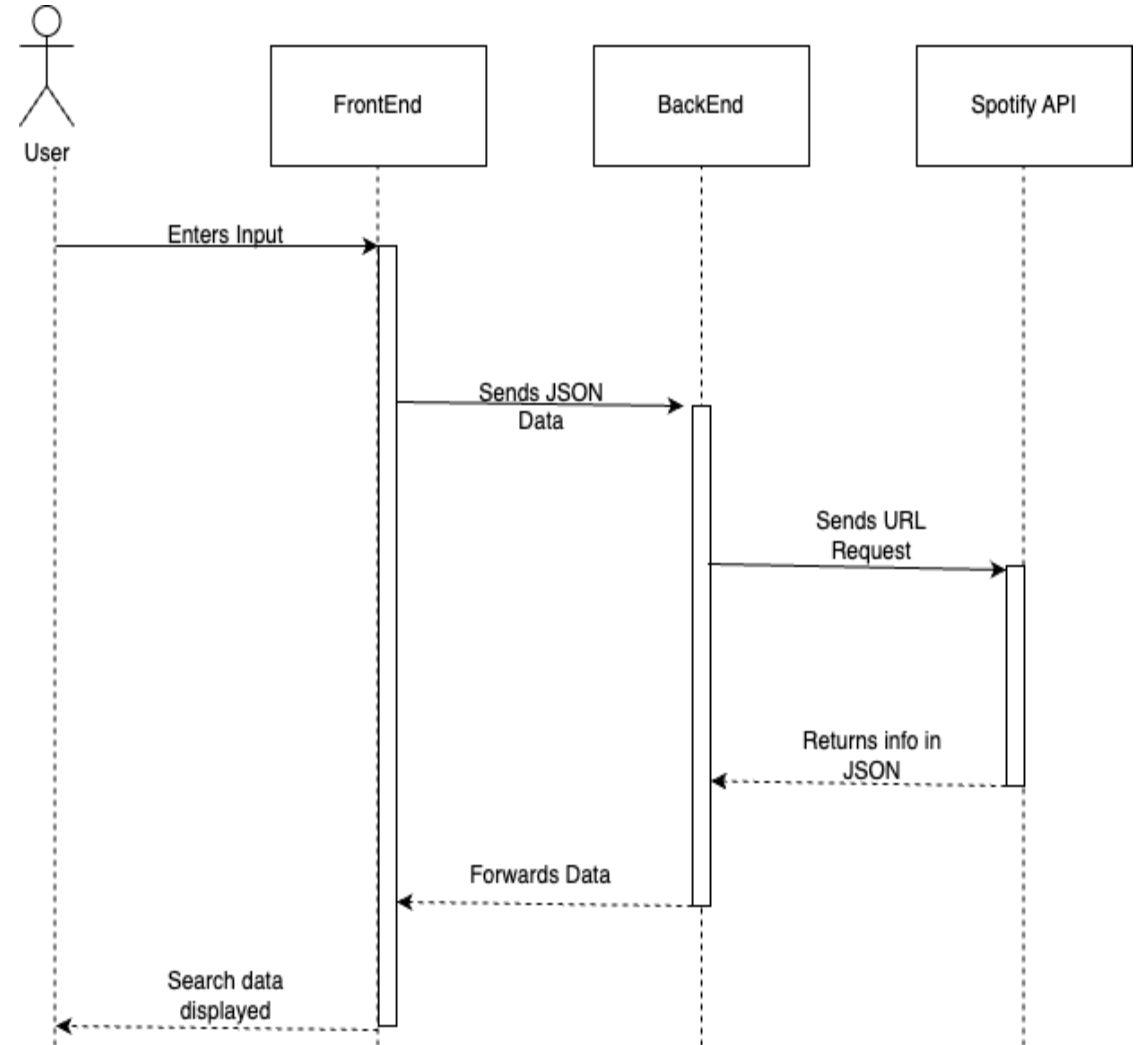 FrontEnd
BackEnd
Spotify API
User
Enters Input
Sends JSON
Data
Sends URL
Request
Returns info in
JSON
Forwards Data
Search data
displayed